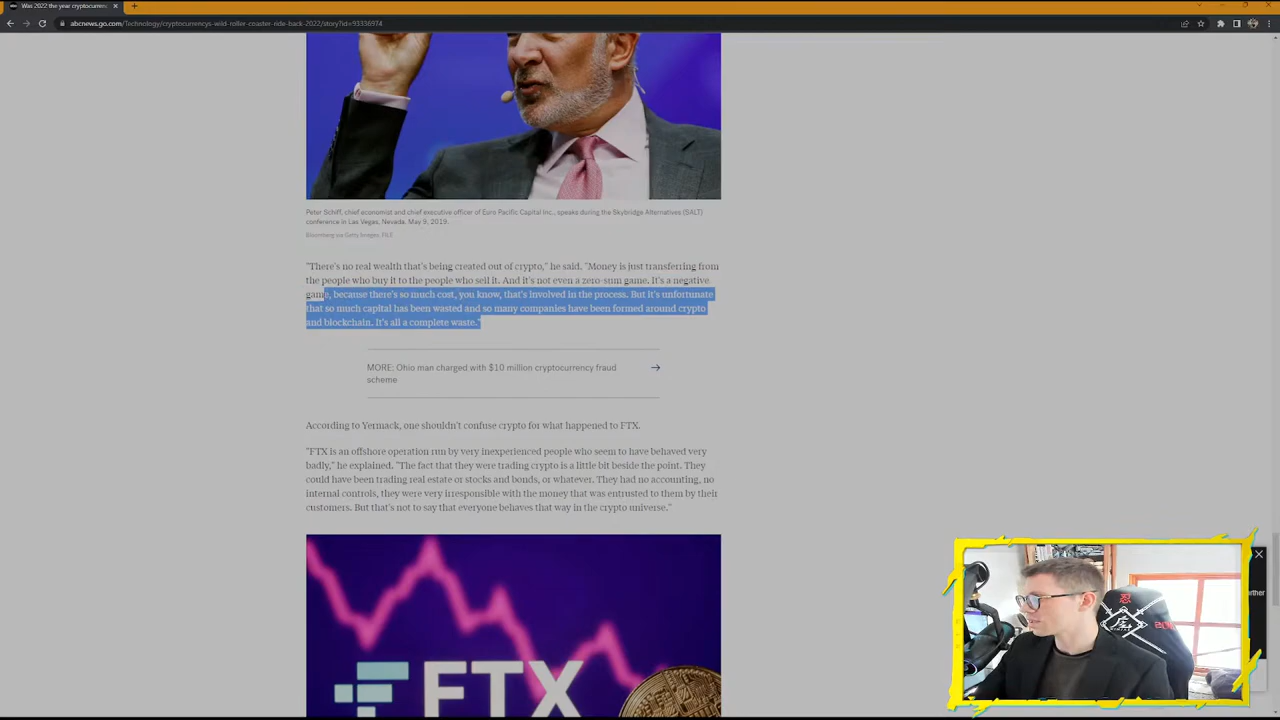 Was 2022 the year cryptocurrenc
abcnews.go.com/Technology/cryptocurrencys-wild-roller-coaster-ride-back-2022/story?id=93336974
Peter Schiff, chief economist and chief executive officer of Euro Pacific Capital Inc., speaks during the Skybridge Alternatives (SALT)
conference in Las Vegas, Nevada. May 9, 2019.
Bloomberg via Getty Images, FILE
"There's no real wealth that's being created out of crypto," he said. "Money is just transferring from
the people who buy it to the people who sell it. And it's not even a zero-sum game. It's a negative
game, because there's so much cost, you know, that's involved in the process. But it's unfortunate
that so much capital has been wasted and so many companies have been formed around crypto
and blockchain. It's all a complete waste."
MORE: Ohio man charged with $10 million cryptocurrency fraud
scheme
According to Yermack, one shouldn't confuse crypto for what happened to FTX.
"FTX is an offshore operation run by very inexperienced people who seem to have behaved very
badly," he explained. "The fact that they were trading crypto is a little bit beside the point. They
could have been trading real estate or stocks and bonds, or whatever. They had no accounting, no
internal controls, they were very irresponsible with the money that was entrusted to them by their
customers. But that's not to say that everyone behaves that way in the crypto universe."
FTX
忍